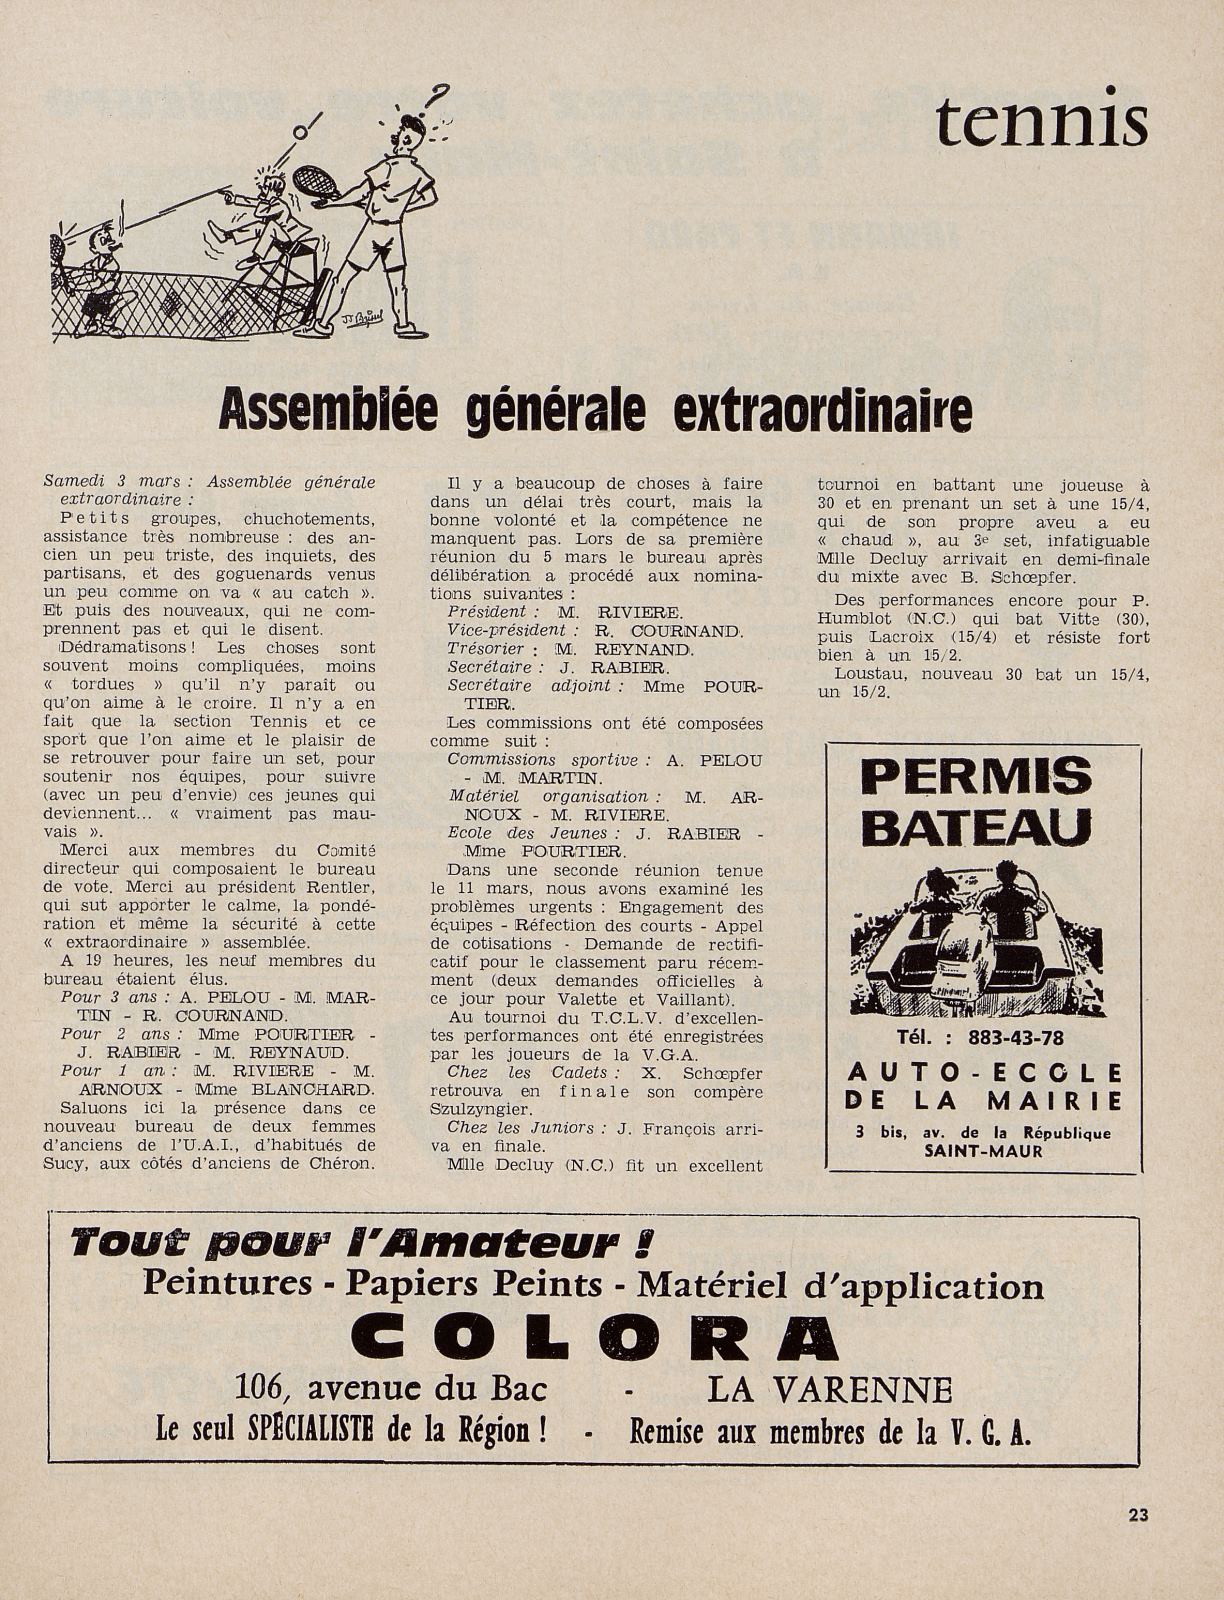 tennis
Assemblée générale extraordinaire
Samedi 3 mars : Assemblée générale
extraordinaire :
Petits groupes, chuchotements,
assistance très nombreuse : des an-
cien un peu triste, des inquiets, des
partisans, et des goguenards venus
un peu comme on va « au catch ».
Et puis des nouveaux, qui ne com-
prennent pas et qui le disent.
Dédramatisons ! Les choses sont
souvent moins compliquées, moins
« tordues » qu'il n'y paraît ou
qu'on aime à le croire. Il n'y a en
fait que la section Tennis et ce
sport que l'on aime et le plaisir de
se retrouver pour faire un set, pour
soutenir nos équipes, pour suivre
(avec un peu d'envie) ces jeunes qui
deviennent... « vraiment pas mau-
vais ».
Merci aux membres du Comité
directeur qui composaient le bureau
de vote. Merci au président Rentler,
qui sut apporter le calme, la pondé-
ration et même la sécurité à cette
« extraordinaire » assemblée.
A 19 heures, les neuf membres du
bureau étaient élus.
Pour 3 ans : A. PELOU - M. MAR-
TIN - R. COURNAND.
Pour 2 ans : Mme POURTIER -
J. RABIER - M. REYNAUD.
Pour 1 an : M. RIVIERE - M.
ARNOUX - Mme BLANCHARD.
Saluons ici la présence dans ce
nouveau bureau de deux femmes
d'anciens de l'U.A.I., d'habitués de
Sucy, aux côtés d'anciens de Chéron.
Il y a beaucoup de choses à faire
dans un délai très court, mais la
bonne volonté et la compétence ne
manquent pas. Lors de sa première
réunion du 5 mars le bureau après
délibération a procédé aux nomina-
tions suivantes :
Président : M. RIVIERE.
Vice-président : R. COURNAND.
Trésorier : M. REYNAND.
Secrétaire : J. RABIER.
Secrétaire adjoint : Mme POUR-
TIER.
Les commissions ont été composées
comme suit :
Commissions sportive : A. PELOU
- M. MARTIN.
Matériel organisation : M. AR-
NOUX - M. RIVIERE.
Ecole des Jeunes : J. RABIER -
Mme POURTIER.
Dans une seconde réunion tenue
le 11 mars, nous avons examiné les
problèmes urgents : Engagement des
équipes - Réfection des courts - Appel
de cotisations - Demande de rectifi-
catif pour le classement paru récem-
ment (deux demandes officielles à
ce jour pour Valette et Vaillant).
Au tournoi du T.C.L.V. d'excellen-
tes performances ont été enregistrées
par les joueurs de la V.G.A.
Chez les Cadets : X. Schœpfer
retrouva en finale son compère
Szulzyngier.
Chez les Juniors : J. François arri-
va en finale.
Mlle Decluy (N.C.) fit un excellent
tournoi en battant une joueuse à
30 et en prenant un set à une 15/4,
qui de son propre aveu a eu
« chaud », au 3e set, infatiguable
Mlle Decluy arrivait en demi-finale
du mixte avec B. Schœpfer.
Des performances encore pour P.
Humblot (N.C.) qui bat Vitte (30),
puis Lacroix (15/4) et résiste fort
bien à un 15/2.
Loustau, nouveau 30 bat un 15/4,
un 15/2.
PERMIS
BATEAU
Tél. : 883-43-78
AUTO-ECOLE
DE LA MAIRIE
3 bis, av. de la République
SAINT-MAUR
Tout pour l'Amateur !
Peintures - Papiers Peints - Matériel d'application
COLORA
106, avenue du Bac - LA VARENNE
Le seul SPÉCIALISTE de la Région ! - Remise aux membres de la V. G. A.
23